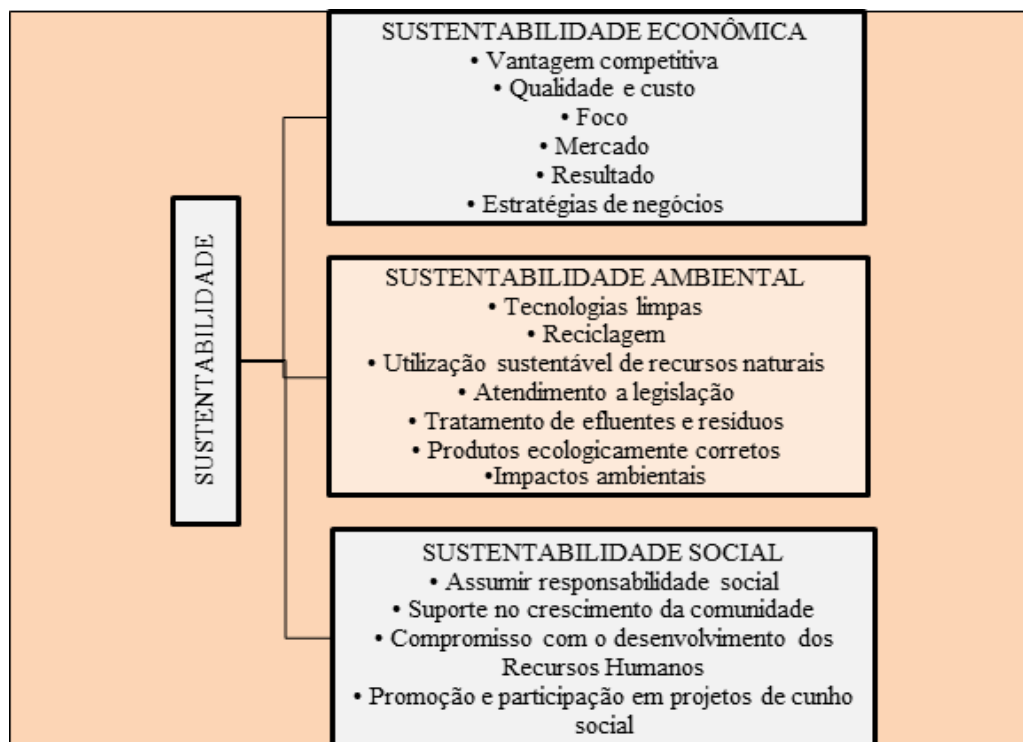 SUSTENTABILIDADE
SUSTENTABILIDADE ECONÔMICA
• Vantagem competitiva
• Qualidade e custo
• Foco
• Mercado
• Resultado
• Estratégias de negócios
SUSTENTABILIDADE AMBIENTAL
• Tecnologias limpas
• Reciclagem
• Utilização sustentável de recursos naturais
• Atendimento a legislação
• Tratamento de efluentes e resíduos
• Produtos ecologicamente corretos
•Impactos ambientais
SUSTENTABILIDADE SOCIAL
• Assumir responsabilidade social
• Suporte no crescimento da comunidade
• Compromisso com o desenvolvimento dos
Recursos Humanos
• Promoção e participação em projetos de cunho
social